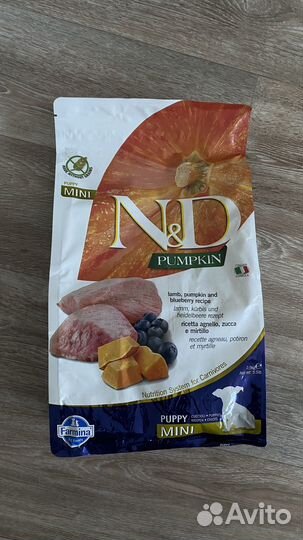 PUPPY
MINI
N&D
PUMPKIN
lamb, pumpkin and
blueberry recipe
lamm, kürbis und
heidelbeere rezept
ricetta agnello, zucca
e mirtillo
recette agneau, potiron
et myrtille
Nutrition System for Carnivores
Farmina
PUPPY
MINI
Avito